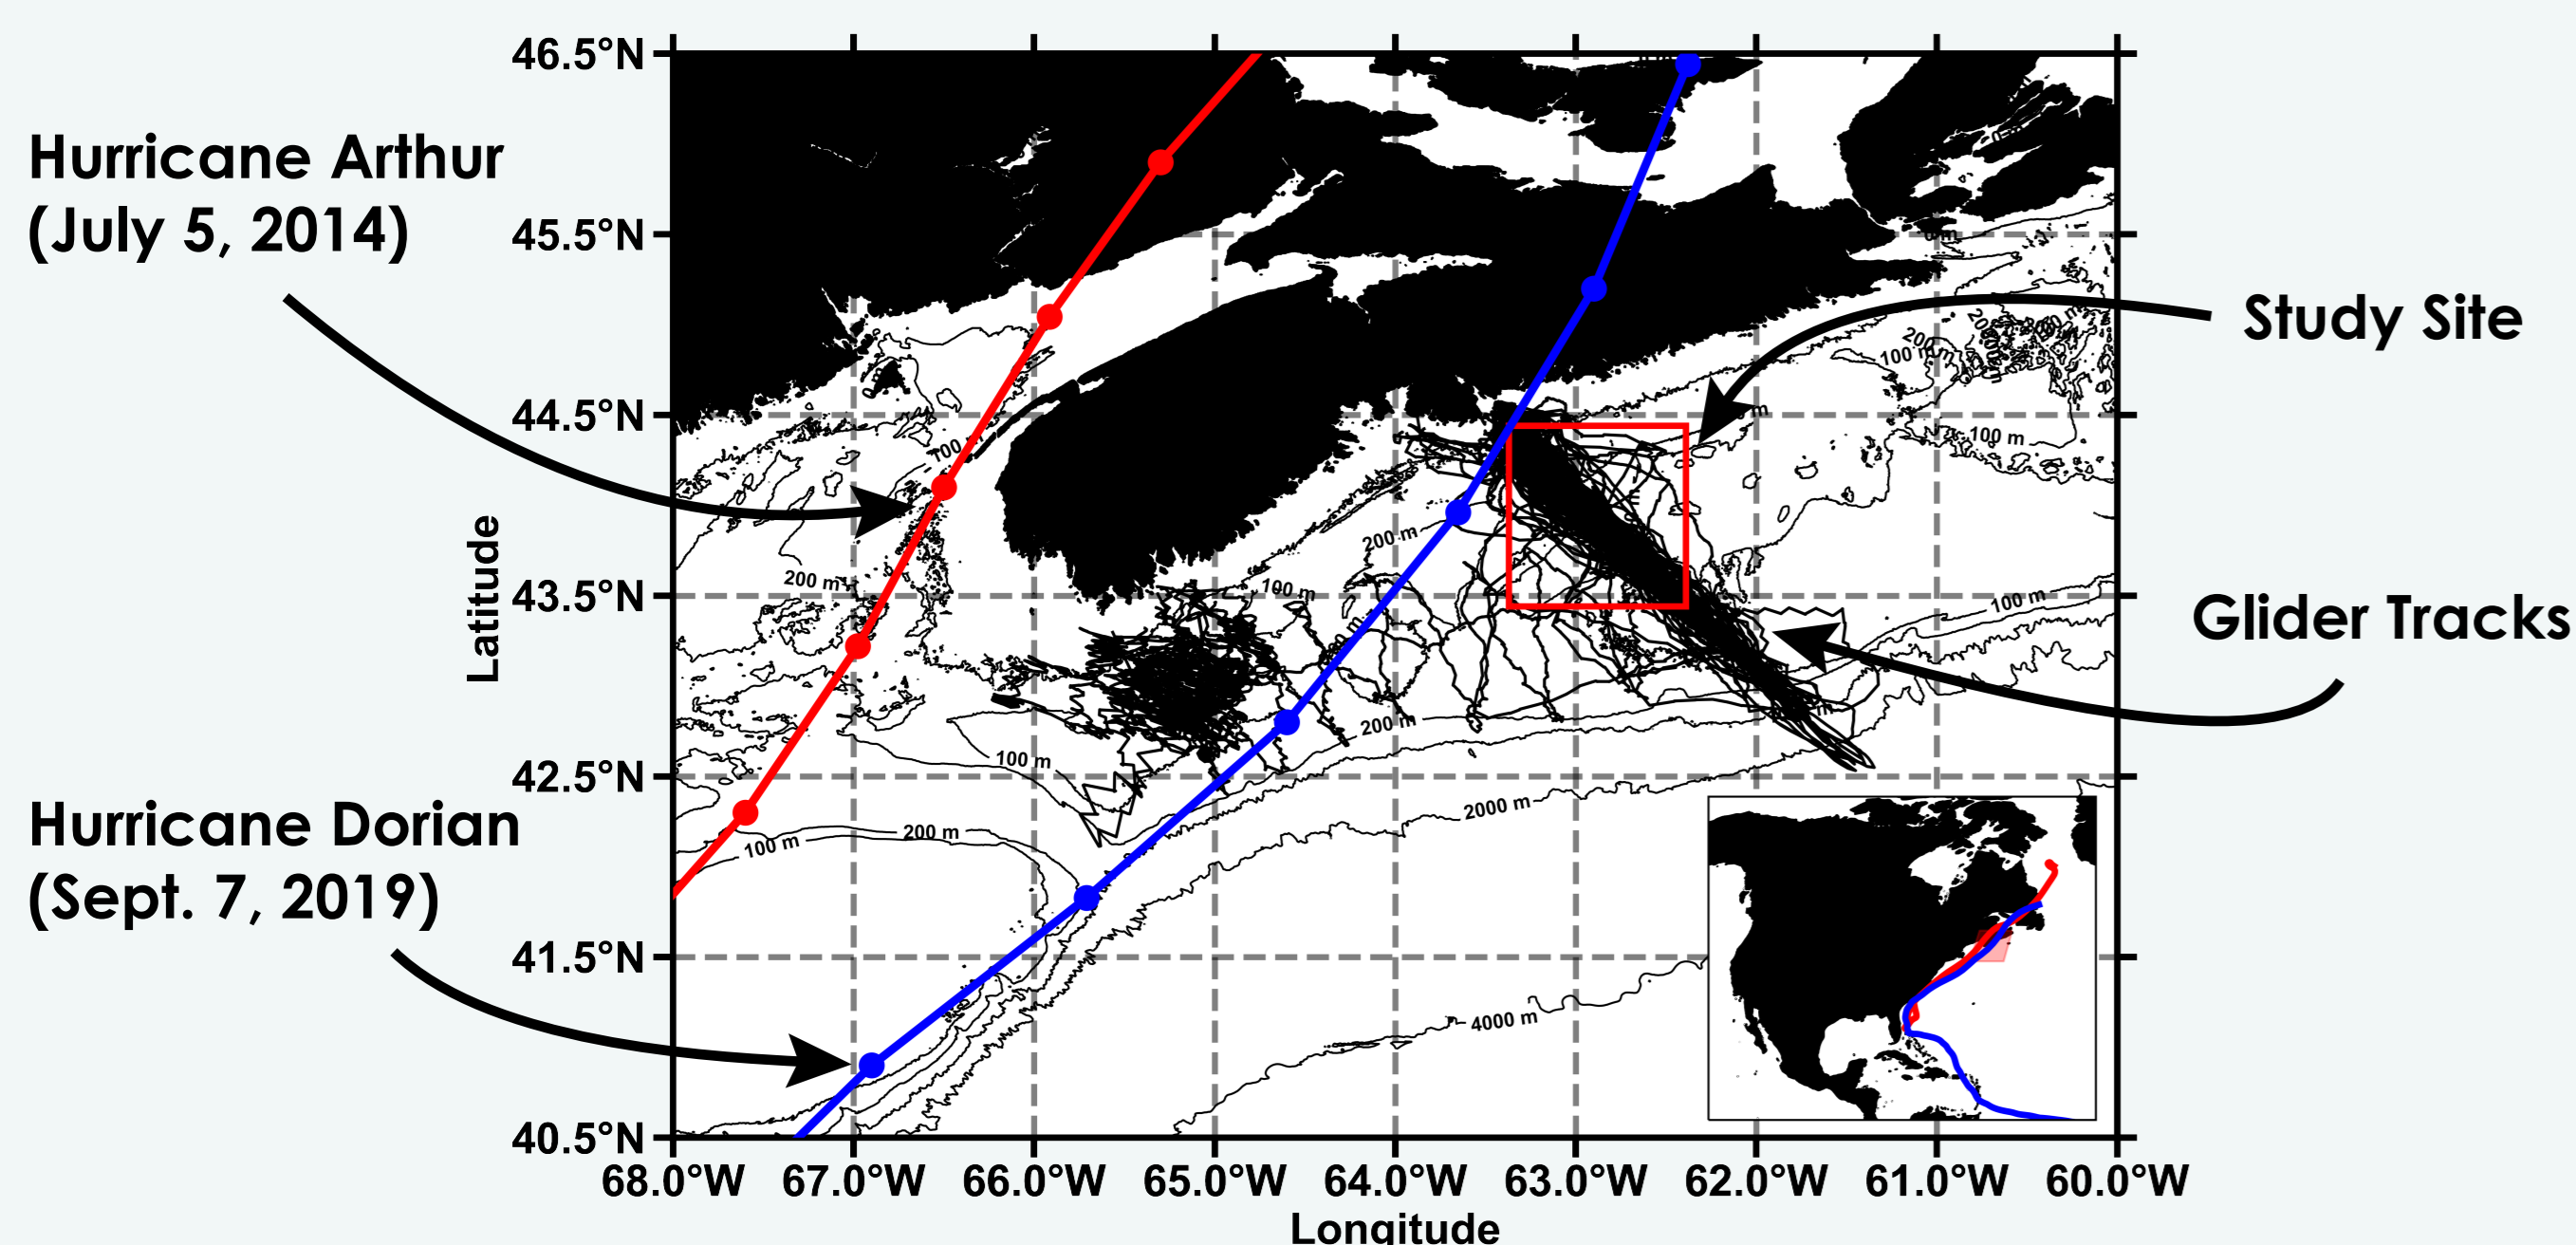 46.5°N
Hurricane Arthur
(July 5, 2014)
45.5°N
0 m
Study Site
200 m
100 m
44.5°N
100 m
100 m
200 m
Latitude
200 m
43.5°N
100 m
100 m
Glider Tracks
200 m
100 m
42.5°N
2000 m
Hurricane Dorian
(Sept. 7, 2019)
200 m
100 m
41.5°N
4000 m
40.5°N
68.0°W 67.0°W 66.0°W 65.0°W 64.0°W 63.0°W 62.0°W 61.0°W 60.0°W
Longitude